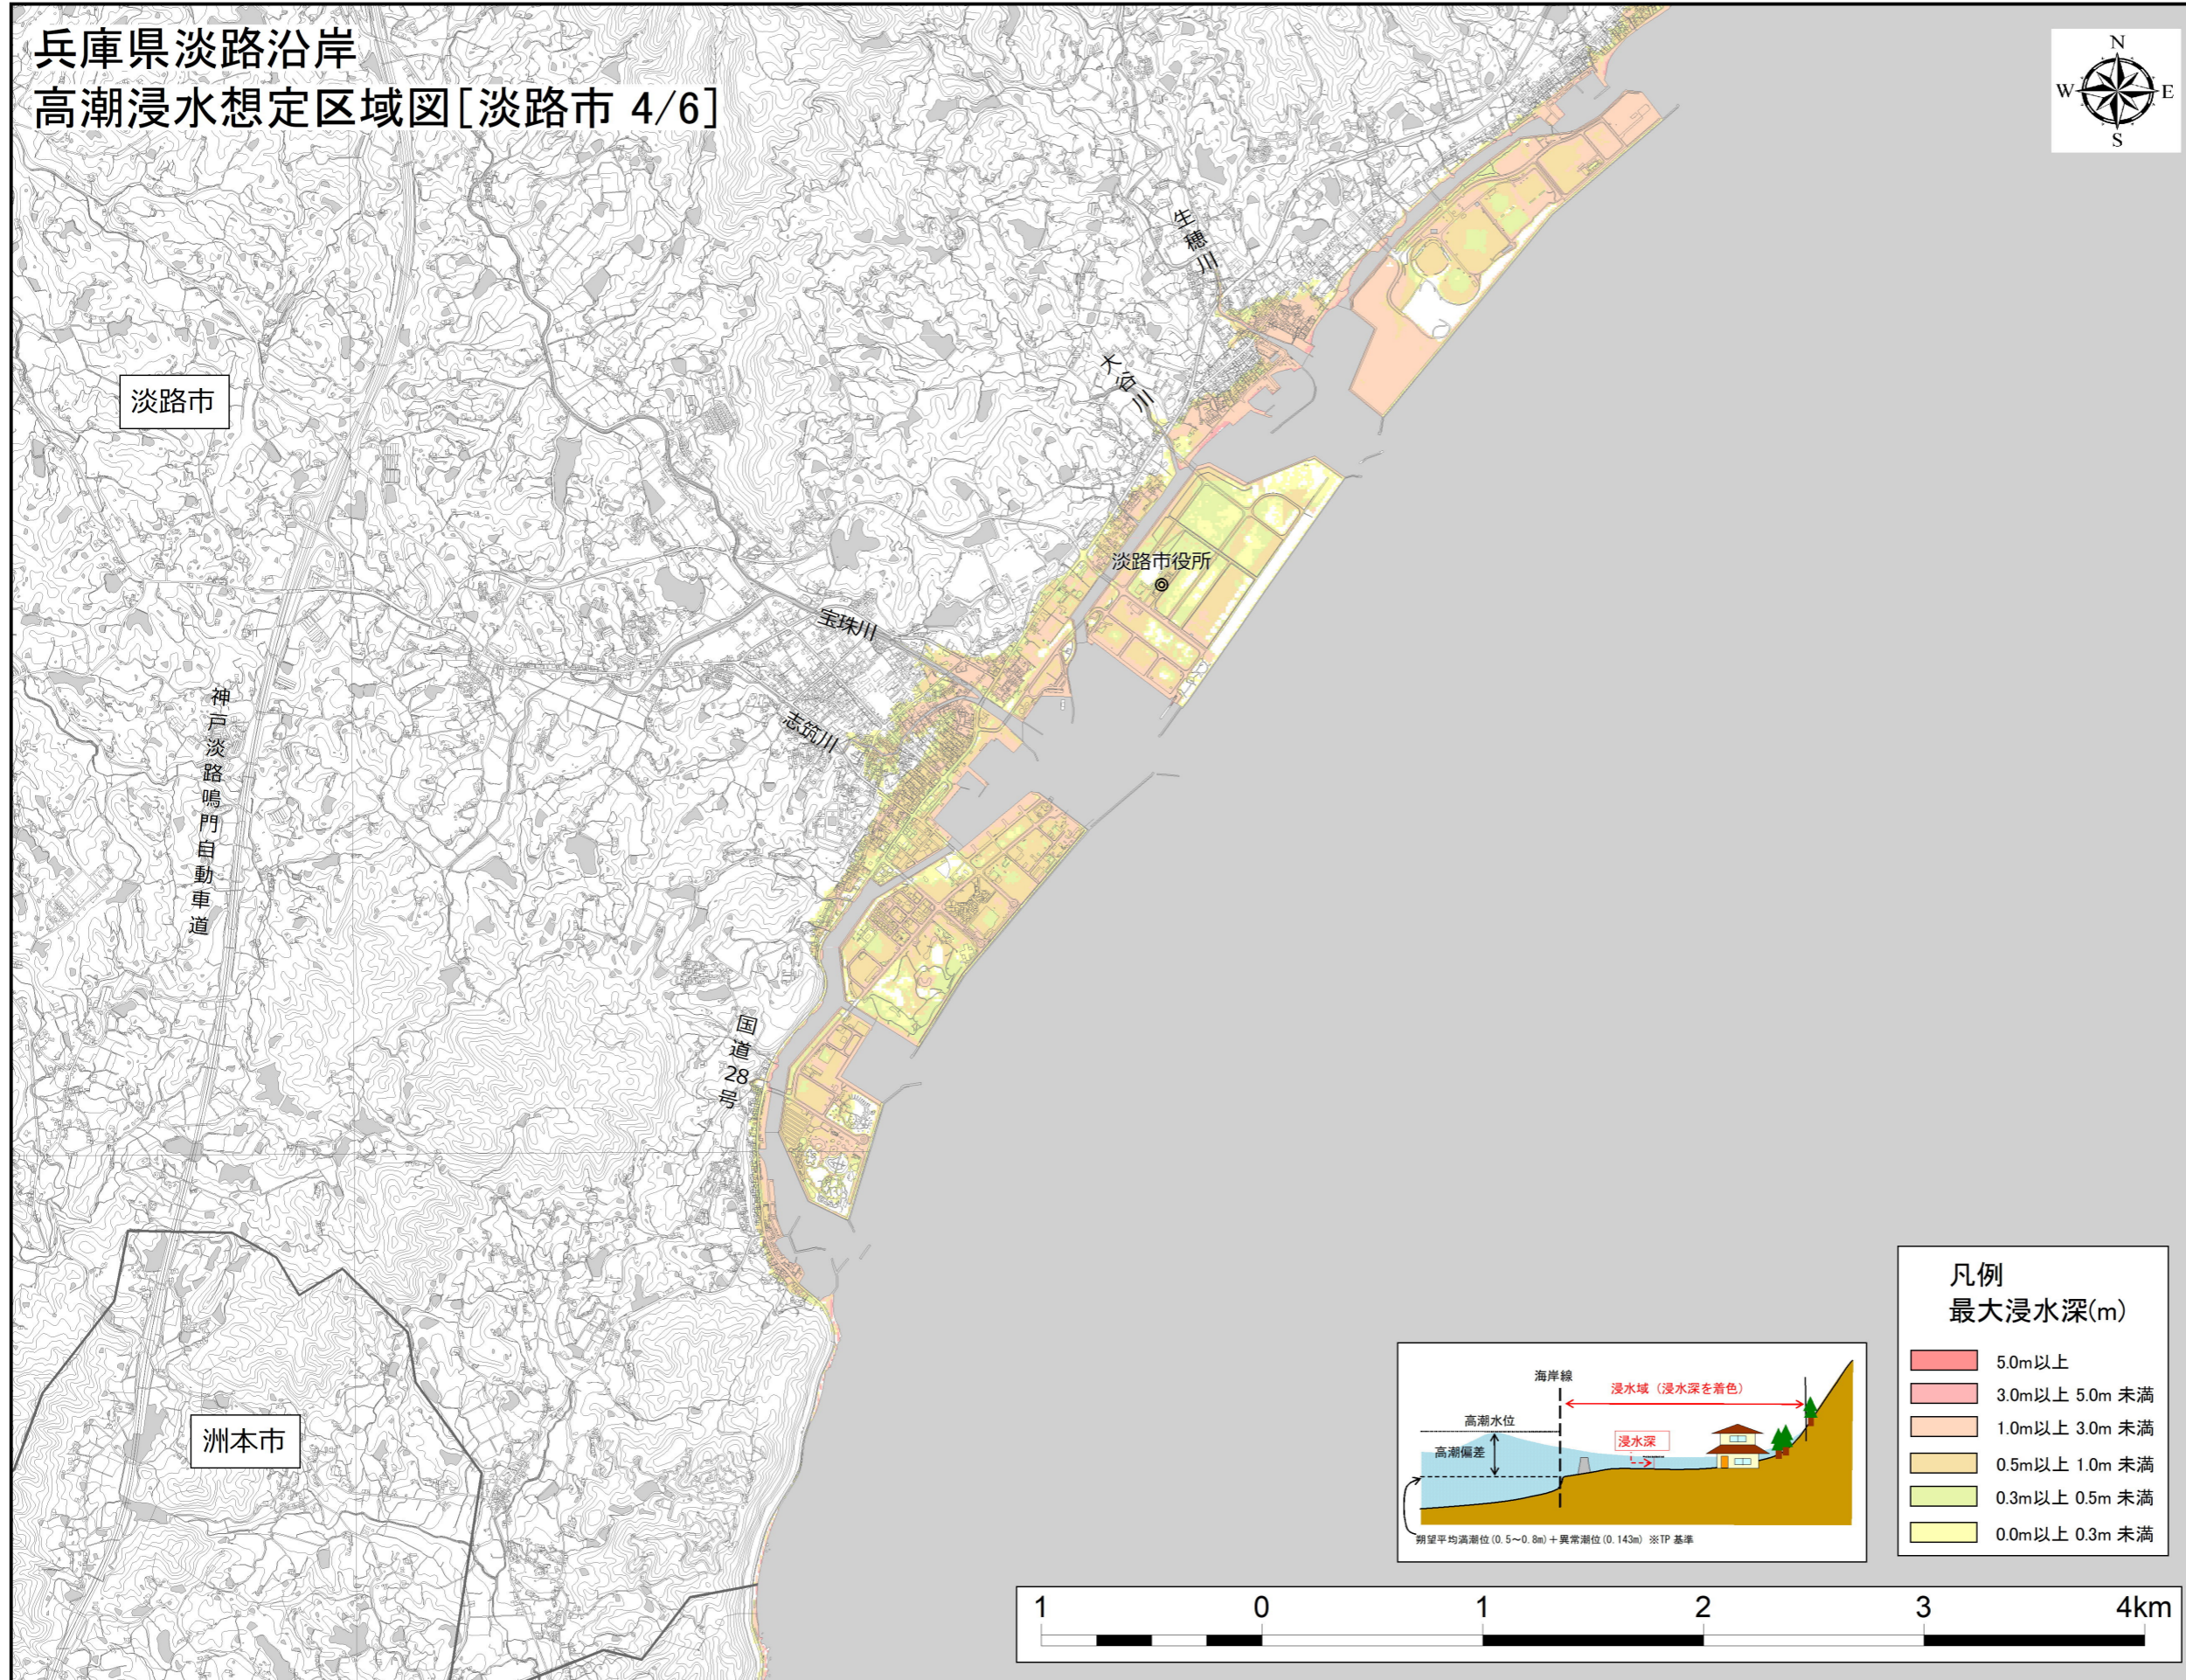 兵庫県淡路沿岸
高潮浸水想定区域図[淡路市 4/6]
N
W
E
S
生穂川
大谷川
淡路市
淡路市役所
宝珠川
志筑川
神戸淡路鳴門自動車道
国道28号
洲本市
凡例
最大浸水深(m)
5.0m以上
3.0m以上 5.0m 未満
1.0m以上 3.0m 未満
0.5m以上 1.0m 未満
0.3m以上 0.5m 未満
0.0m以上 0.3m 未満
海岸線
浸水域（浸水深を着色）
高潮水位
高潮偏差
浸水深
朔望平均満潮位(0.5～0.8m)＋異常潮位(0.143m) ※TP 基準
1 0 1 2 3 4km